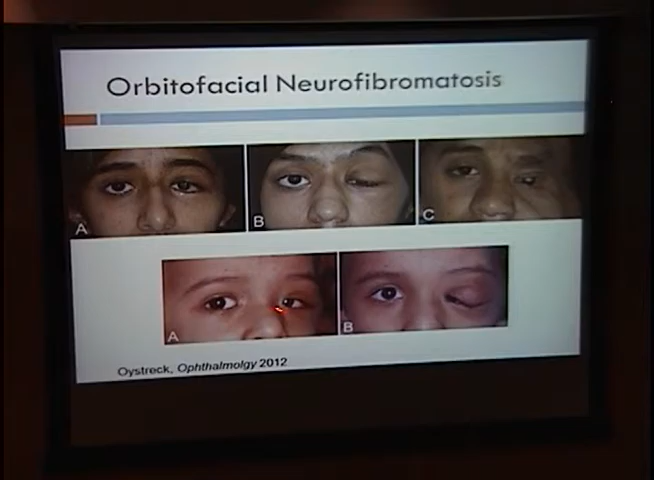 Orbitofacial Neurofibromatosis
A
B
C
A
B
Oystreck, Ophthalmolgy 2012